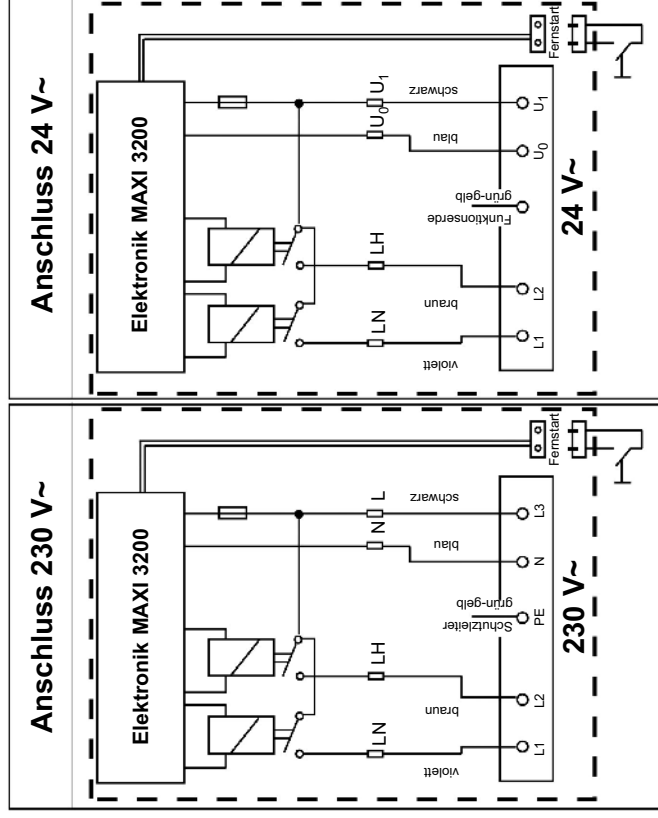 Anschluss 230 V~
Elektronik MAXI 3200
LN
LH
N
L
violett
braun
blau
schwarz
Schutzleiter
grün-gelb
L1
L2
PE
N
L3
230 V~
Fernstart
Anschluss 24 V~
Elektronik MAXI 3200
LN
LH
U0
U1
violett
braun
blau
schwarz
Funktionserde
grün-gelb
L1
L2
U0
U1
24 V~
Fernstart